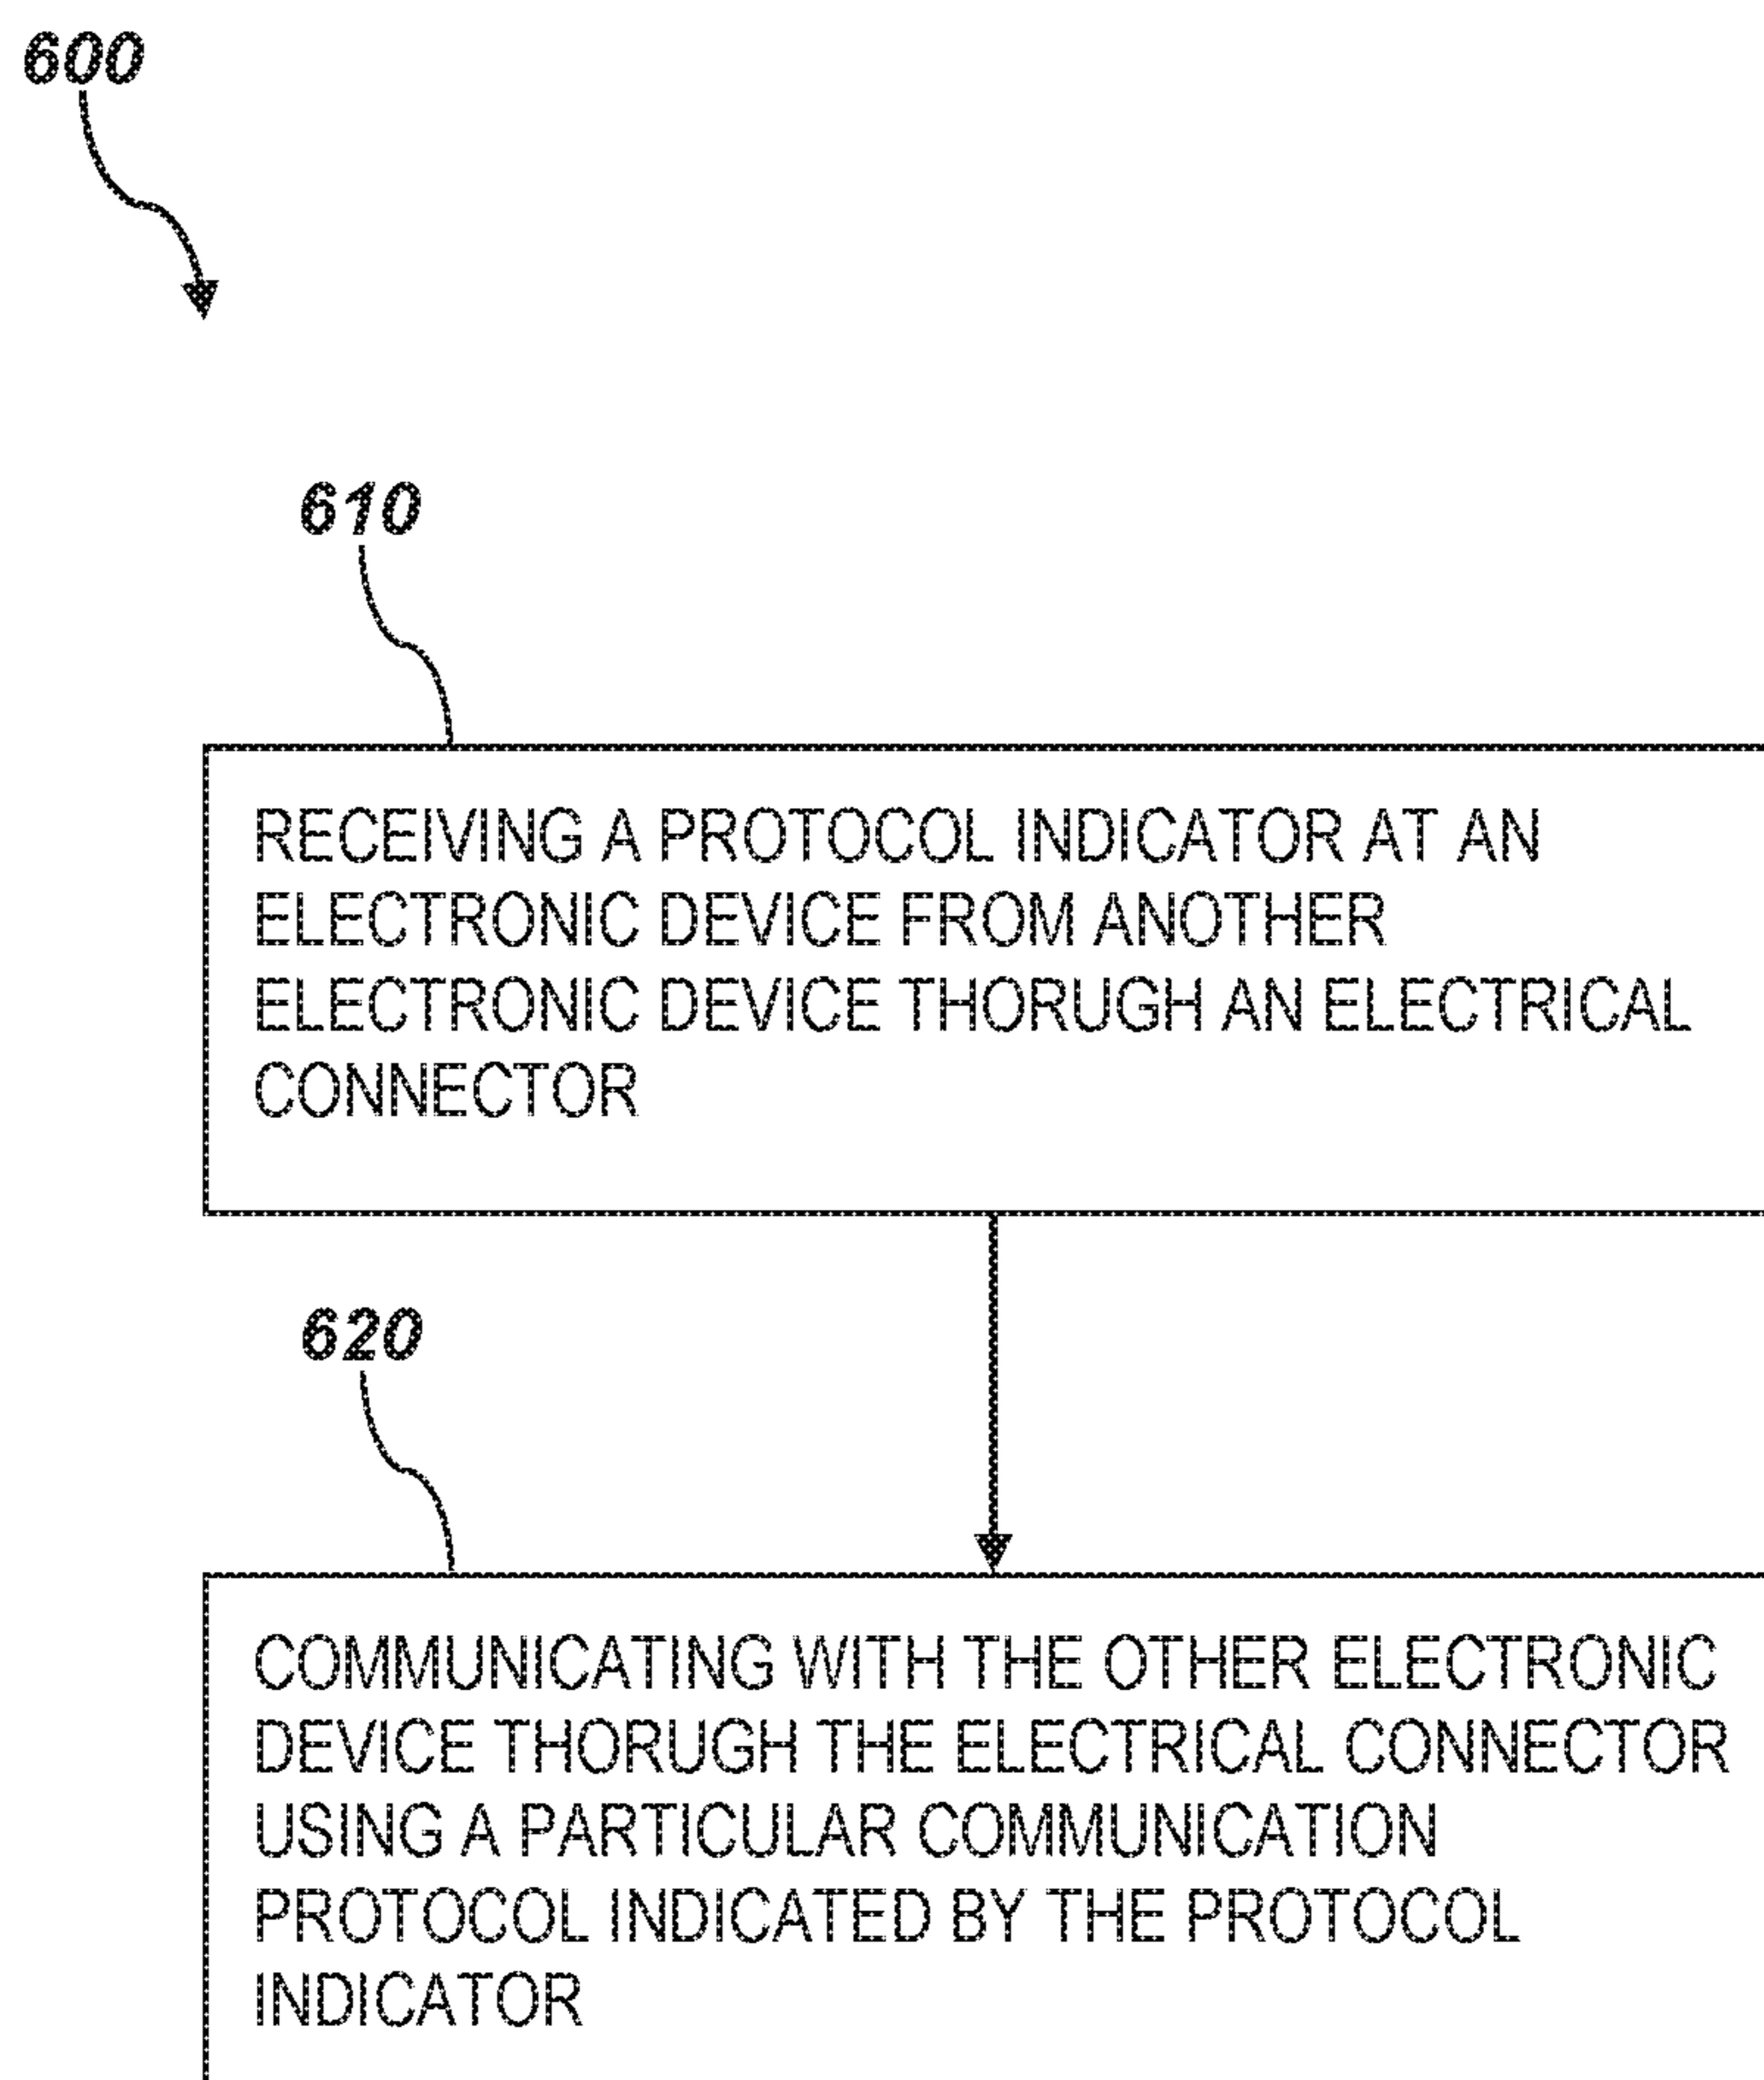 600
610
RECEIVING A PROTOCOL INDICATOR AT AN
ELECTRONIC DEVICE FROM ANOTHER
ELECTRONIC DEVICE THORUGH AN ELECTRICAL
CONNECTOR
620
COMMUNICATING WITH THE OTHER ELECTRONIC
DEVICE THORUGH THE ELECTRICAL CONNECTOR
USING A PARTICULAR COMMUNICATION
PROTOCOL INDICATED BY THE PROTOCOL
INDICATOR